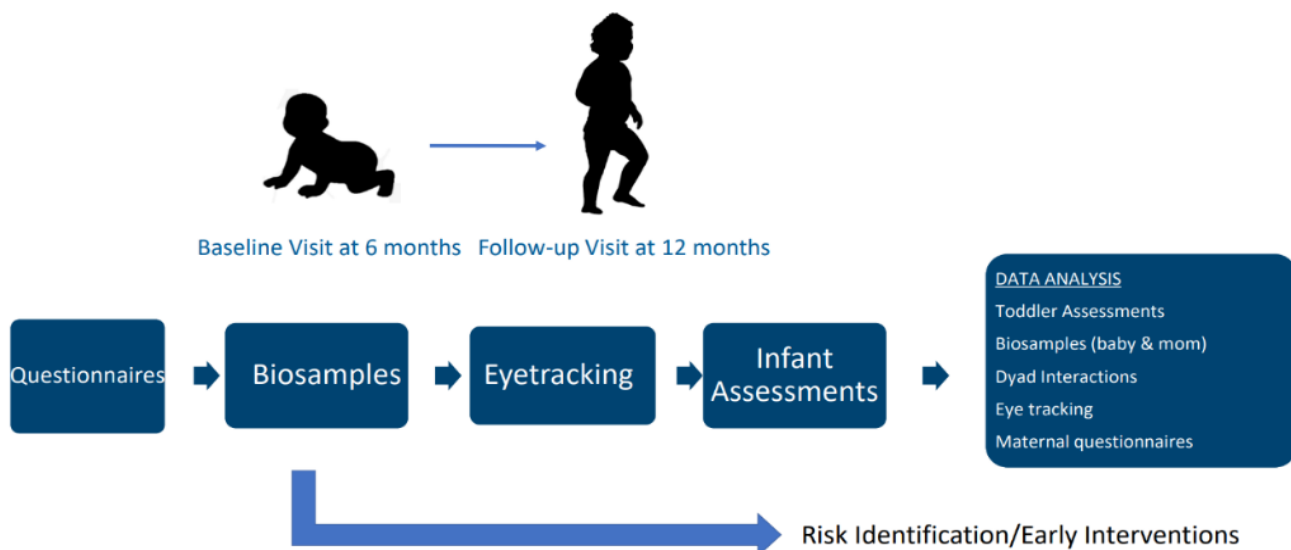 Baseline Visit at 6 months
Follow-up Visit at 12 months
Questionnaires
Biosamples
Eyetracking
Infant
Assessments
DATA ANALYSIS
Toddler Assessments
Biosamples (baby & mom)
Dyad Interactions
Eye tracking
Maternal questionnaires
Risk Identification/Early Interventions